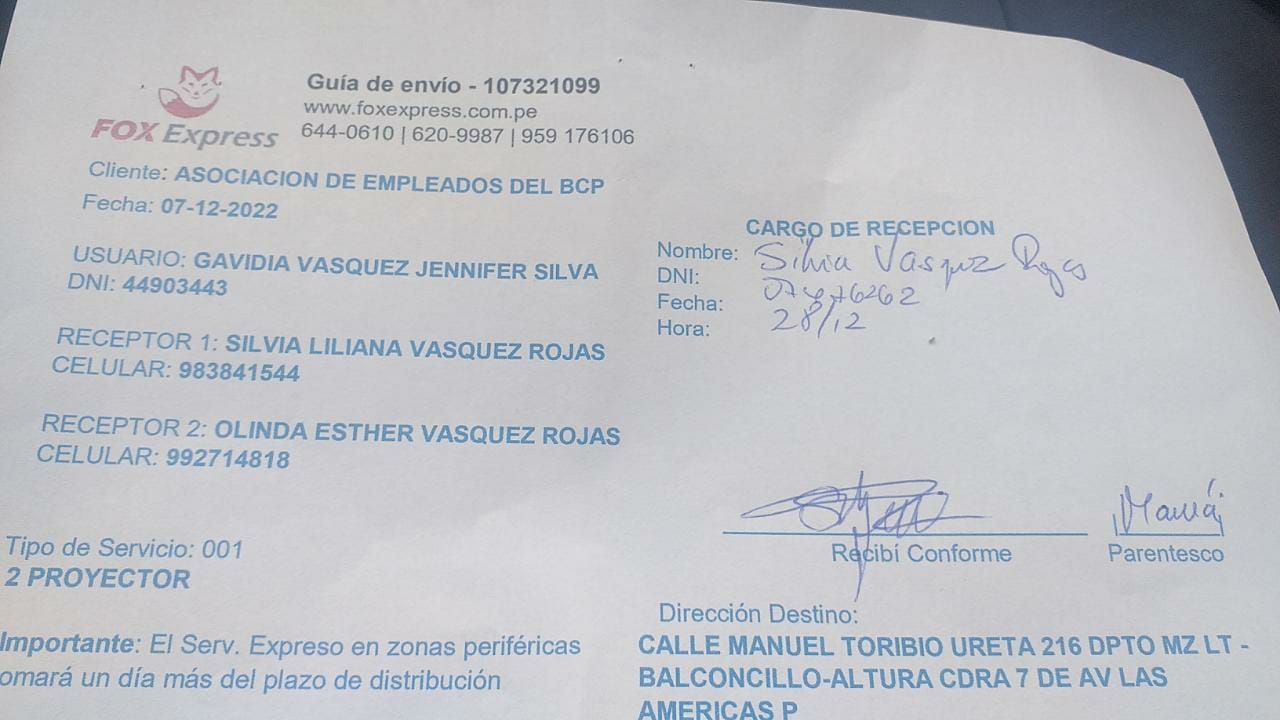 FOX Express
Guía de envío - 107321099
www.foxexpress.com.pe
644-0610 | 620-9987 | 959 176106
Cliente: ASOCIACION DE EMPLEADOS DEL BCP
Fecha: 07-12-2022
USUARIO: GAVIDIA VASQUEZ JENNIFER SILVA
DNI: 44903443
RECEPTOR 1: SILVIA LILIANA VASQUEZ ROJAS
CELULAR: 983841544
RECEPTOR 2: OLINDA ESTHER VASQUEZ ROJAS
CELULAR: 992714818
Tipo de Servicio: 001
2 PROYECTOR
Importante: El Serv. Expreso en zonas periféricas
omará un día más del plazo de distribución
CARGO DE RECEPCION
Nombre: Silvia Vasquez Rojas
DNI:
Fecha: 28/12
Hora:
Recibí Conforme
Mamá
Parentesco
Dirección Destino:
CALLE MANUEL TORIBIO URETA 216 DPTO MZ LT -
BALCONCILLO-ALTURA CDRA 7 DE AV LAS
AMERICAS P